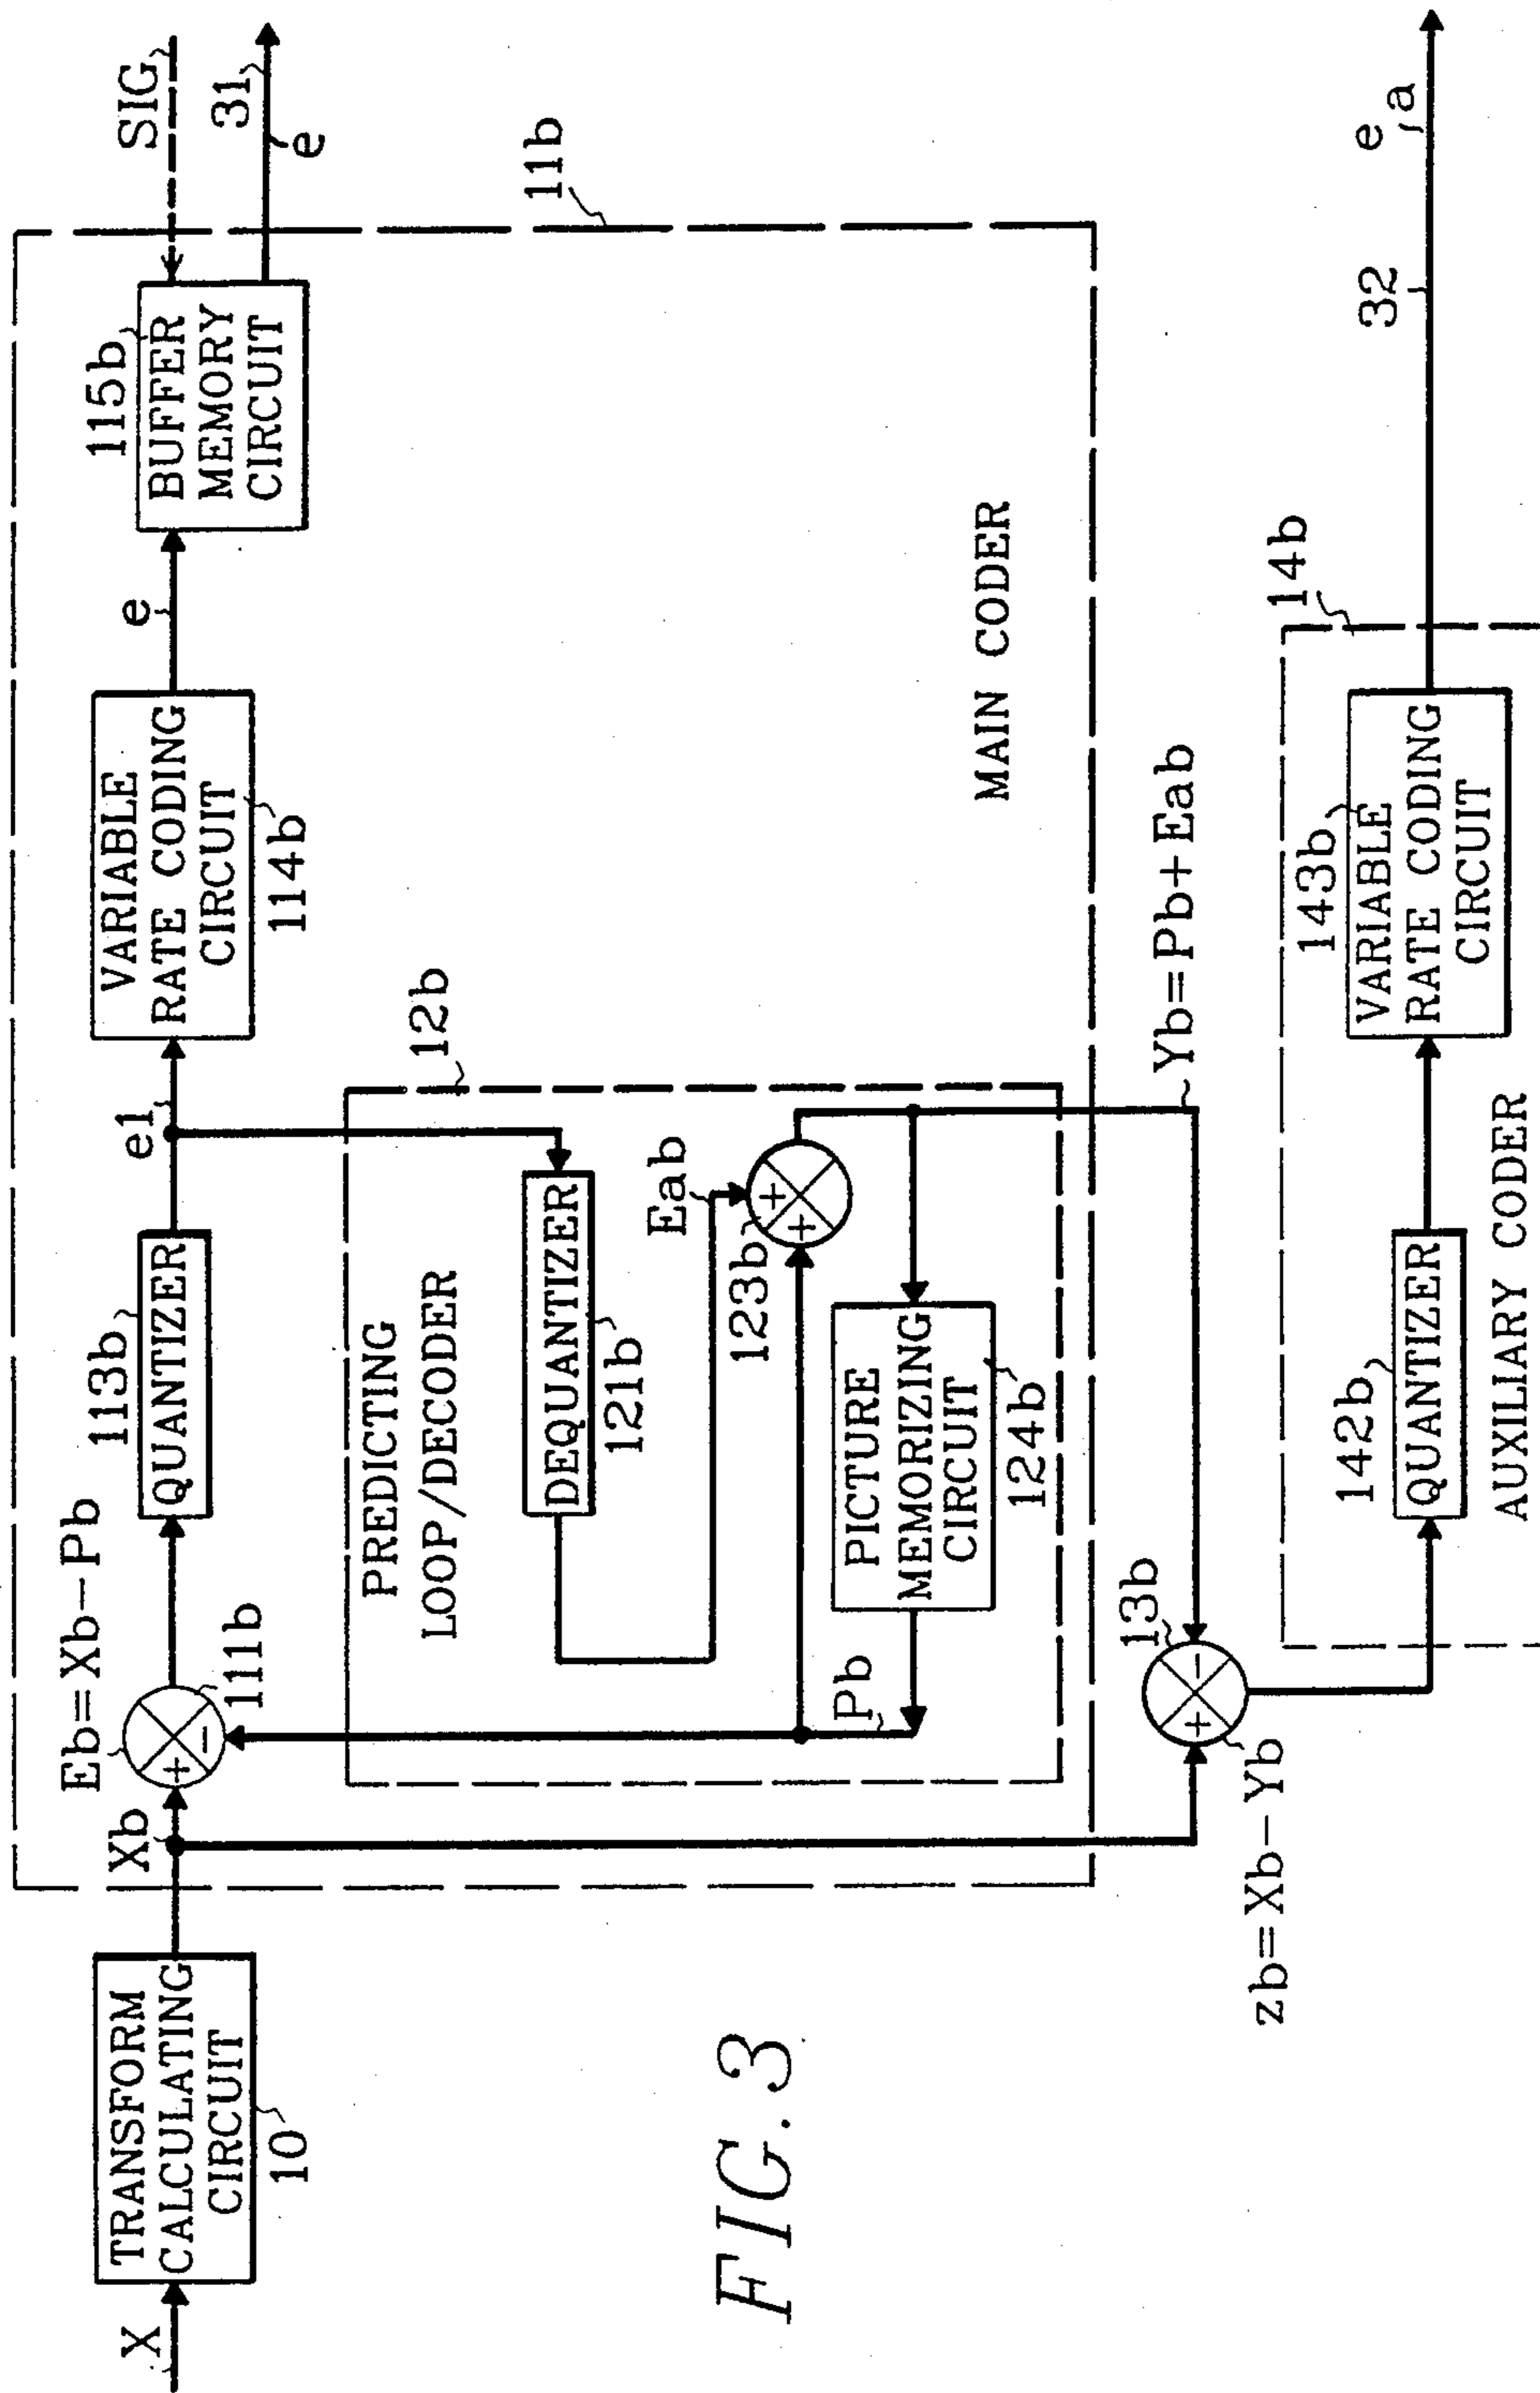 X
TRANSFORM
CALCULATING
CIRCUIT
10
Xb
Eb=Xb-Pb
+
-
111b
113b
QUANTIZER
e1
VARIABLE
RATE CODING
CIRCUIT
114b
e
115b
BUFFER
MEMORY
CIRCUIT
SIG
31
e
11b
12b
PREDICTING
LOOP/DECODER
DEQUANTIZER
121b
Eab
+
+
123b
PICTURE
MEMORIZING
CIRCUIT
124b
Pb
MAIN CODER
Yb=Pb+Eab
13b
+
-
zb=Xb-Yb
142b
QUANTIZER
143b
VARIABLE
RATE CODING
CIRCUIT
14b
AUXILIARY CODER
32
e
a
FIG. 3